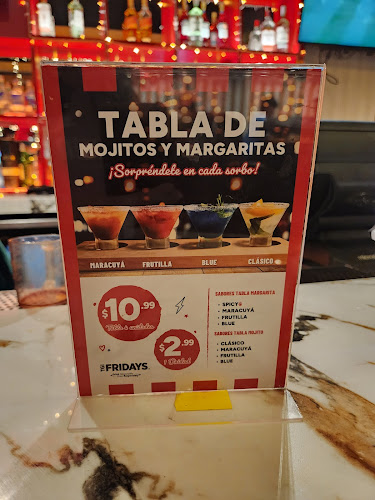 TABLA DE
MOJITOS Y MARGARITAS
¡Sorpréndete en cada sorbo!
MARACUYÁ FRUTILLA BLUE CLÁSICO
$10.99
$2.99
SABORES TABLA MARGARITA
- SPICY
- MARACUYÁ
- FRUTILLA
- BLUE
SABORES TABLA MOJITO
- CLÁSICO
- MARACUYÁ
- FRUTILLA
- BLUE
FRIDAYS